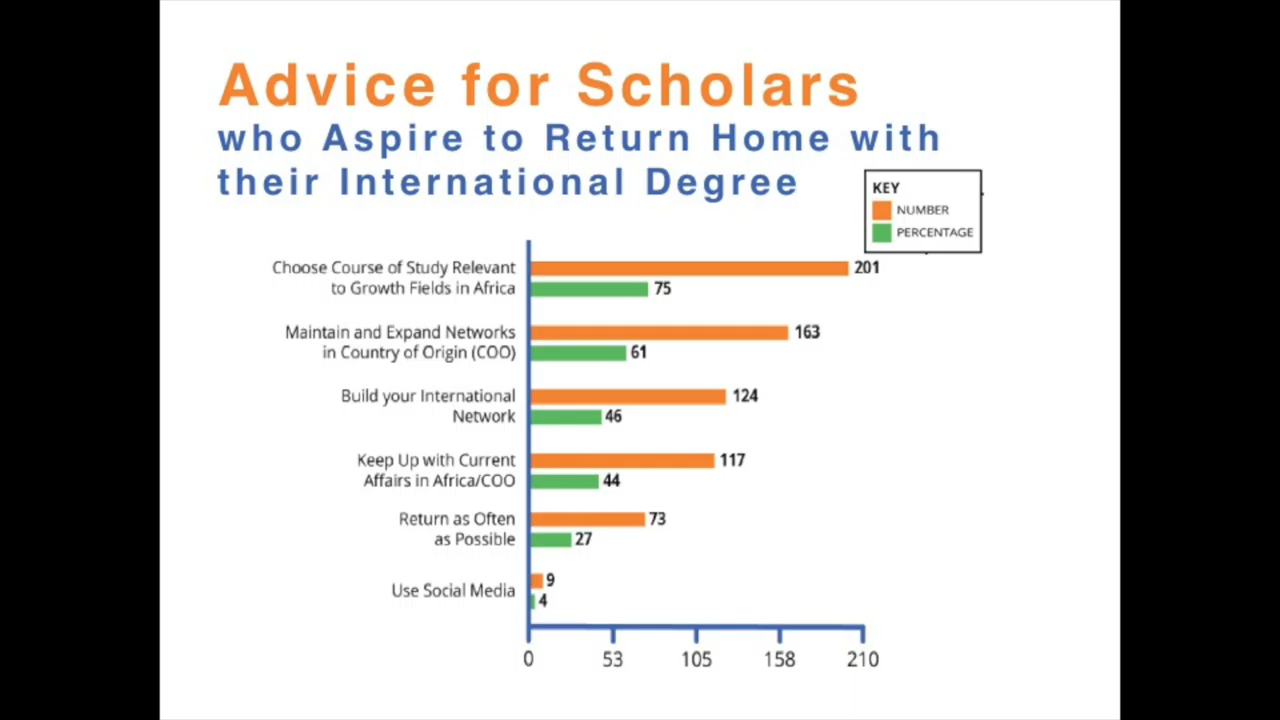 Advice for Scholars
who Aspire to Return Home with
their International Degree
KEY
NUMBER
PERCENTAGE
Choose Course of Study Relevant
to Growth Fields in Africa
201
75
Maintain and Expand Networks
in Country of Origin (COO)
163
61
Build your International
Network
124
46
Keep Up with Current
Affairs in Africa/COO
117
44
Return as Often
as Possible
73
27
Use Social Media
9
4
0 53 105 158 210